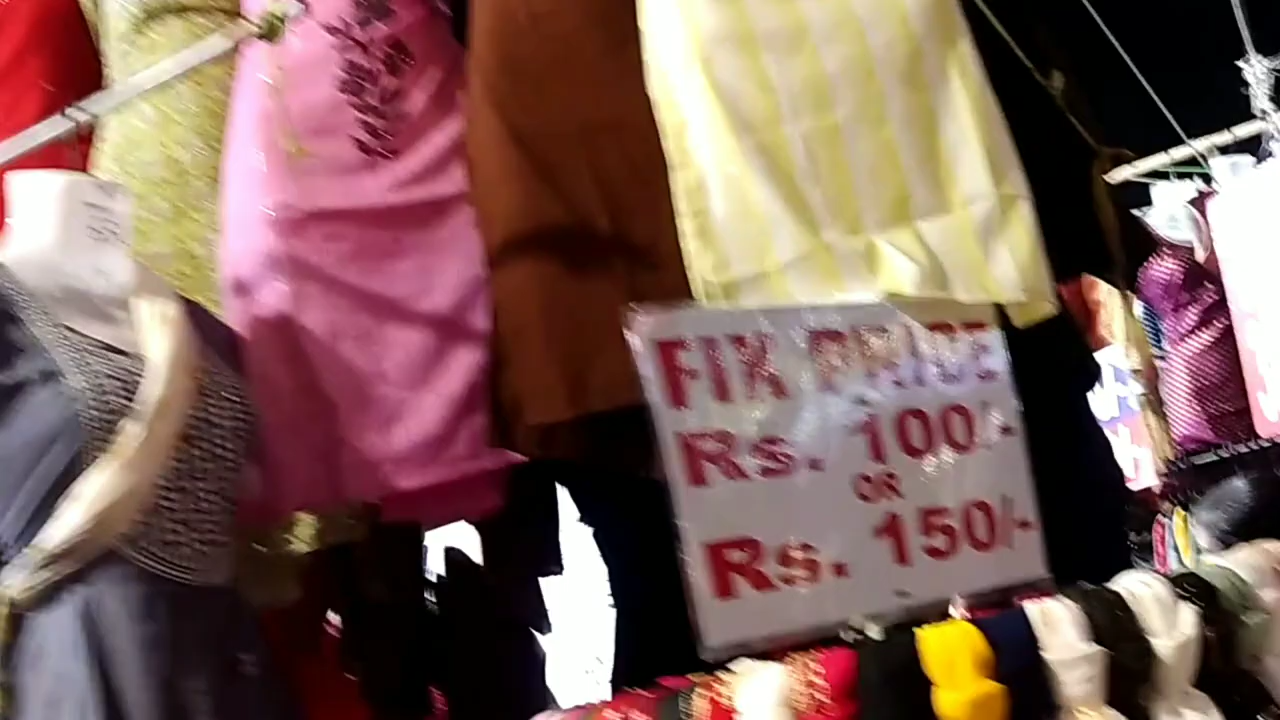 FIX PRICE
Rs. 100/-
OR
Rs. 150/-